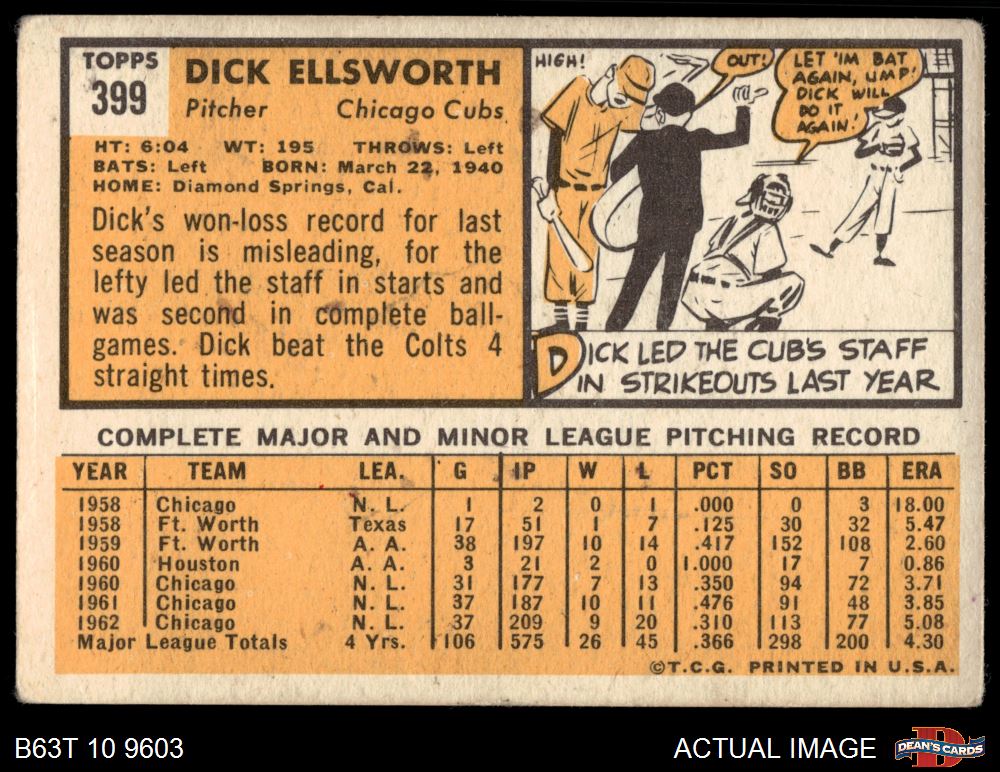 TOPPS
399
DICK ELLSWORTH
Pitcher Chicago Cubs
HT: 6:04 WT: 195 THROWS: Left
BATS: Left BORN: March 22, 1940
HOME: Diamond Springs, Cal.
Dick's won-loss record for last
season is misleading, for the
lefty led the staff in starts and
was second in complete ball-
games. Dick beat the Colts 4
straight times.
HIGH!
OUT!
LET 'IM BAT
AGAIN, UMP!
DICK WILL
DO IT
AGAIN!
DICK LED THE CUB'S STAFF
IN STRIKEOUTS LAST YEAR
COMPLETE MAJOR AND MINOR LEAGUE PITCHING RECORD
YEAR TEAM LEA. G IP W L PCT SO BB ERA
1958 Chicago N. L. 1 2 0 1 .000 0 3 18.00
1958 Ft. Worth Texas 17 51 1 7 .125 30 32 5.47
1959 Ft. Worth A. A. 38 197 10 14 .417 152 108 2.60
1960 Houston A. A. 3 21 2 0 1.000 17 7 0.86
1960 Chicago N. L. 31 177 7 13 .350 94 72 3.71
1961 Chicago N. L. 37 187 10 11 .476 91 48 3.85
1962 Chicago N. L. 37 209 9 20 .310 113 77 5.08
Major League Totals 4 Yrs. 106 575 26 45 .366 298 200 4.30
©T.C.G. PRINTED IN U.S.A.
B63T 10 9603
ACTUAL IMAGE
DEAN'S CARDS